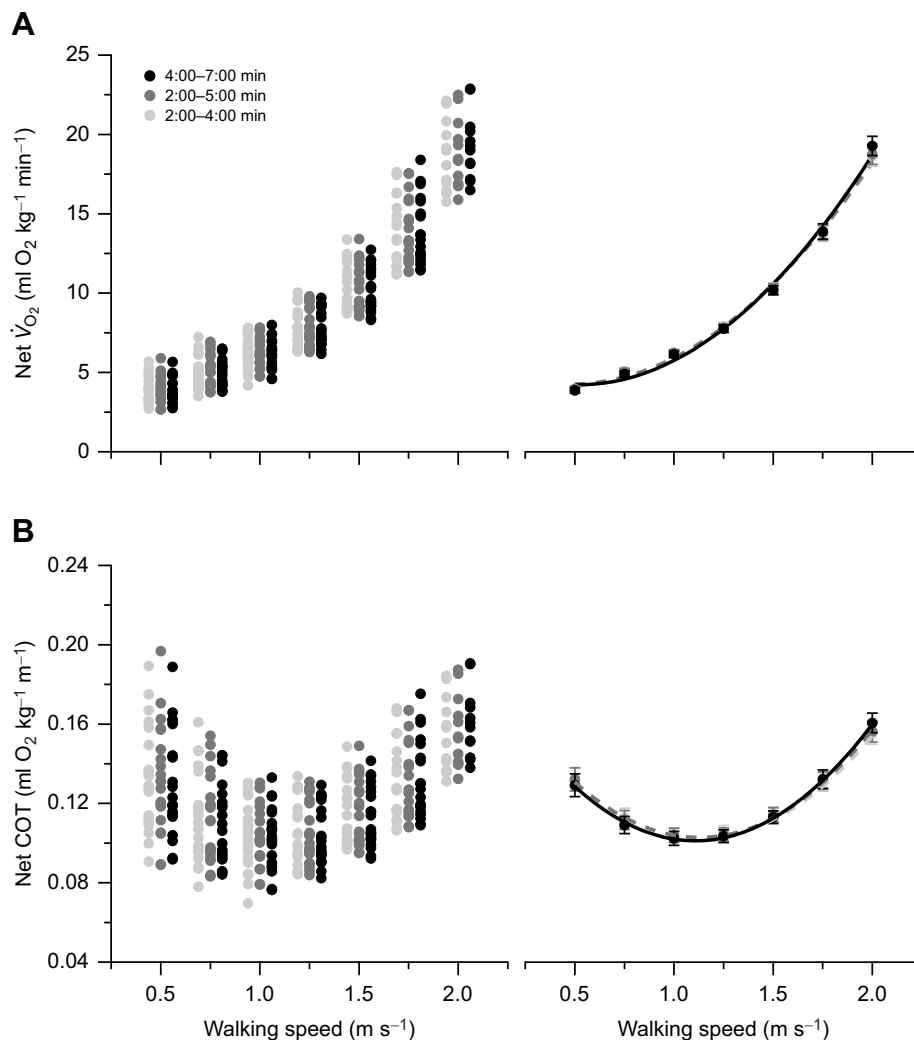 A
25
20
15
10
5
0
Net V̇O₂ (ml O₂ kg⁻¹ min⁻¹)
4:00–7:00 min
2:00–5:00 min
2:00–4:00 min
B
0.24
0.20
0.16
0.12
0.08
0.04
Net COT (ml O₂ kg⁻¹ m⁻¹)
0.5 1.0 1.5 2.0
Walking speed (m s⁻¹)
0.5 1.0 1.5 2.0
Walking speed (m s⁻¹)